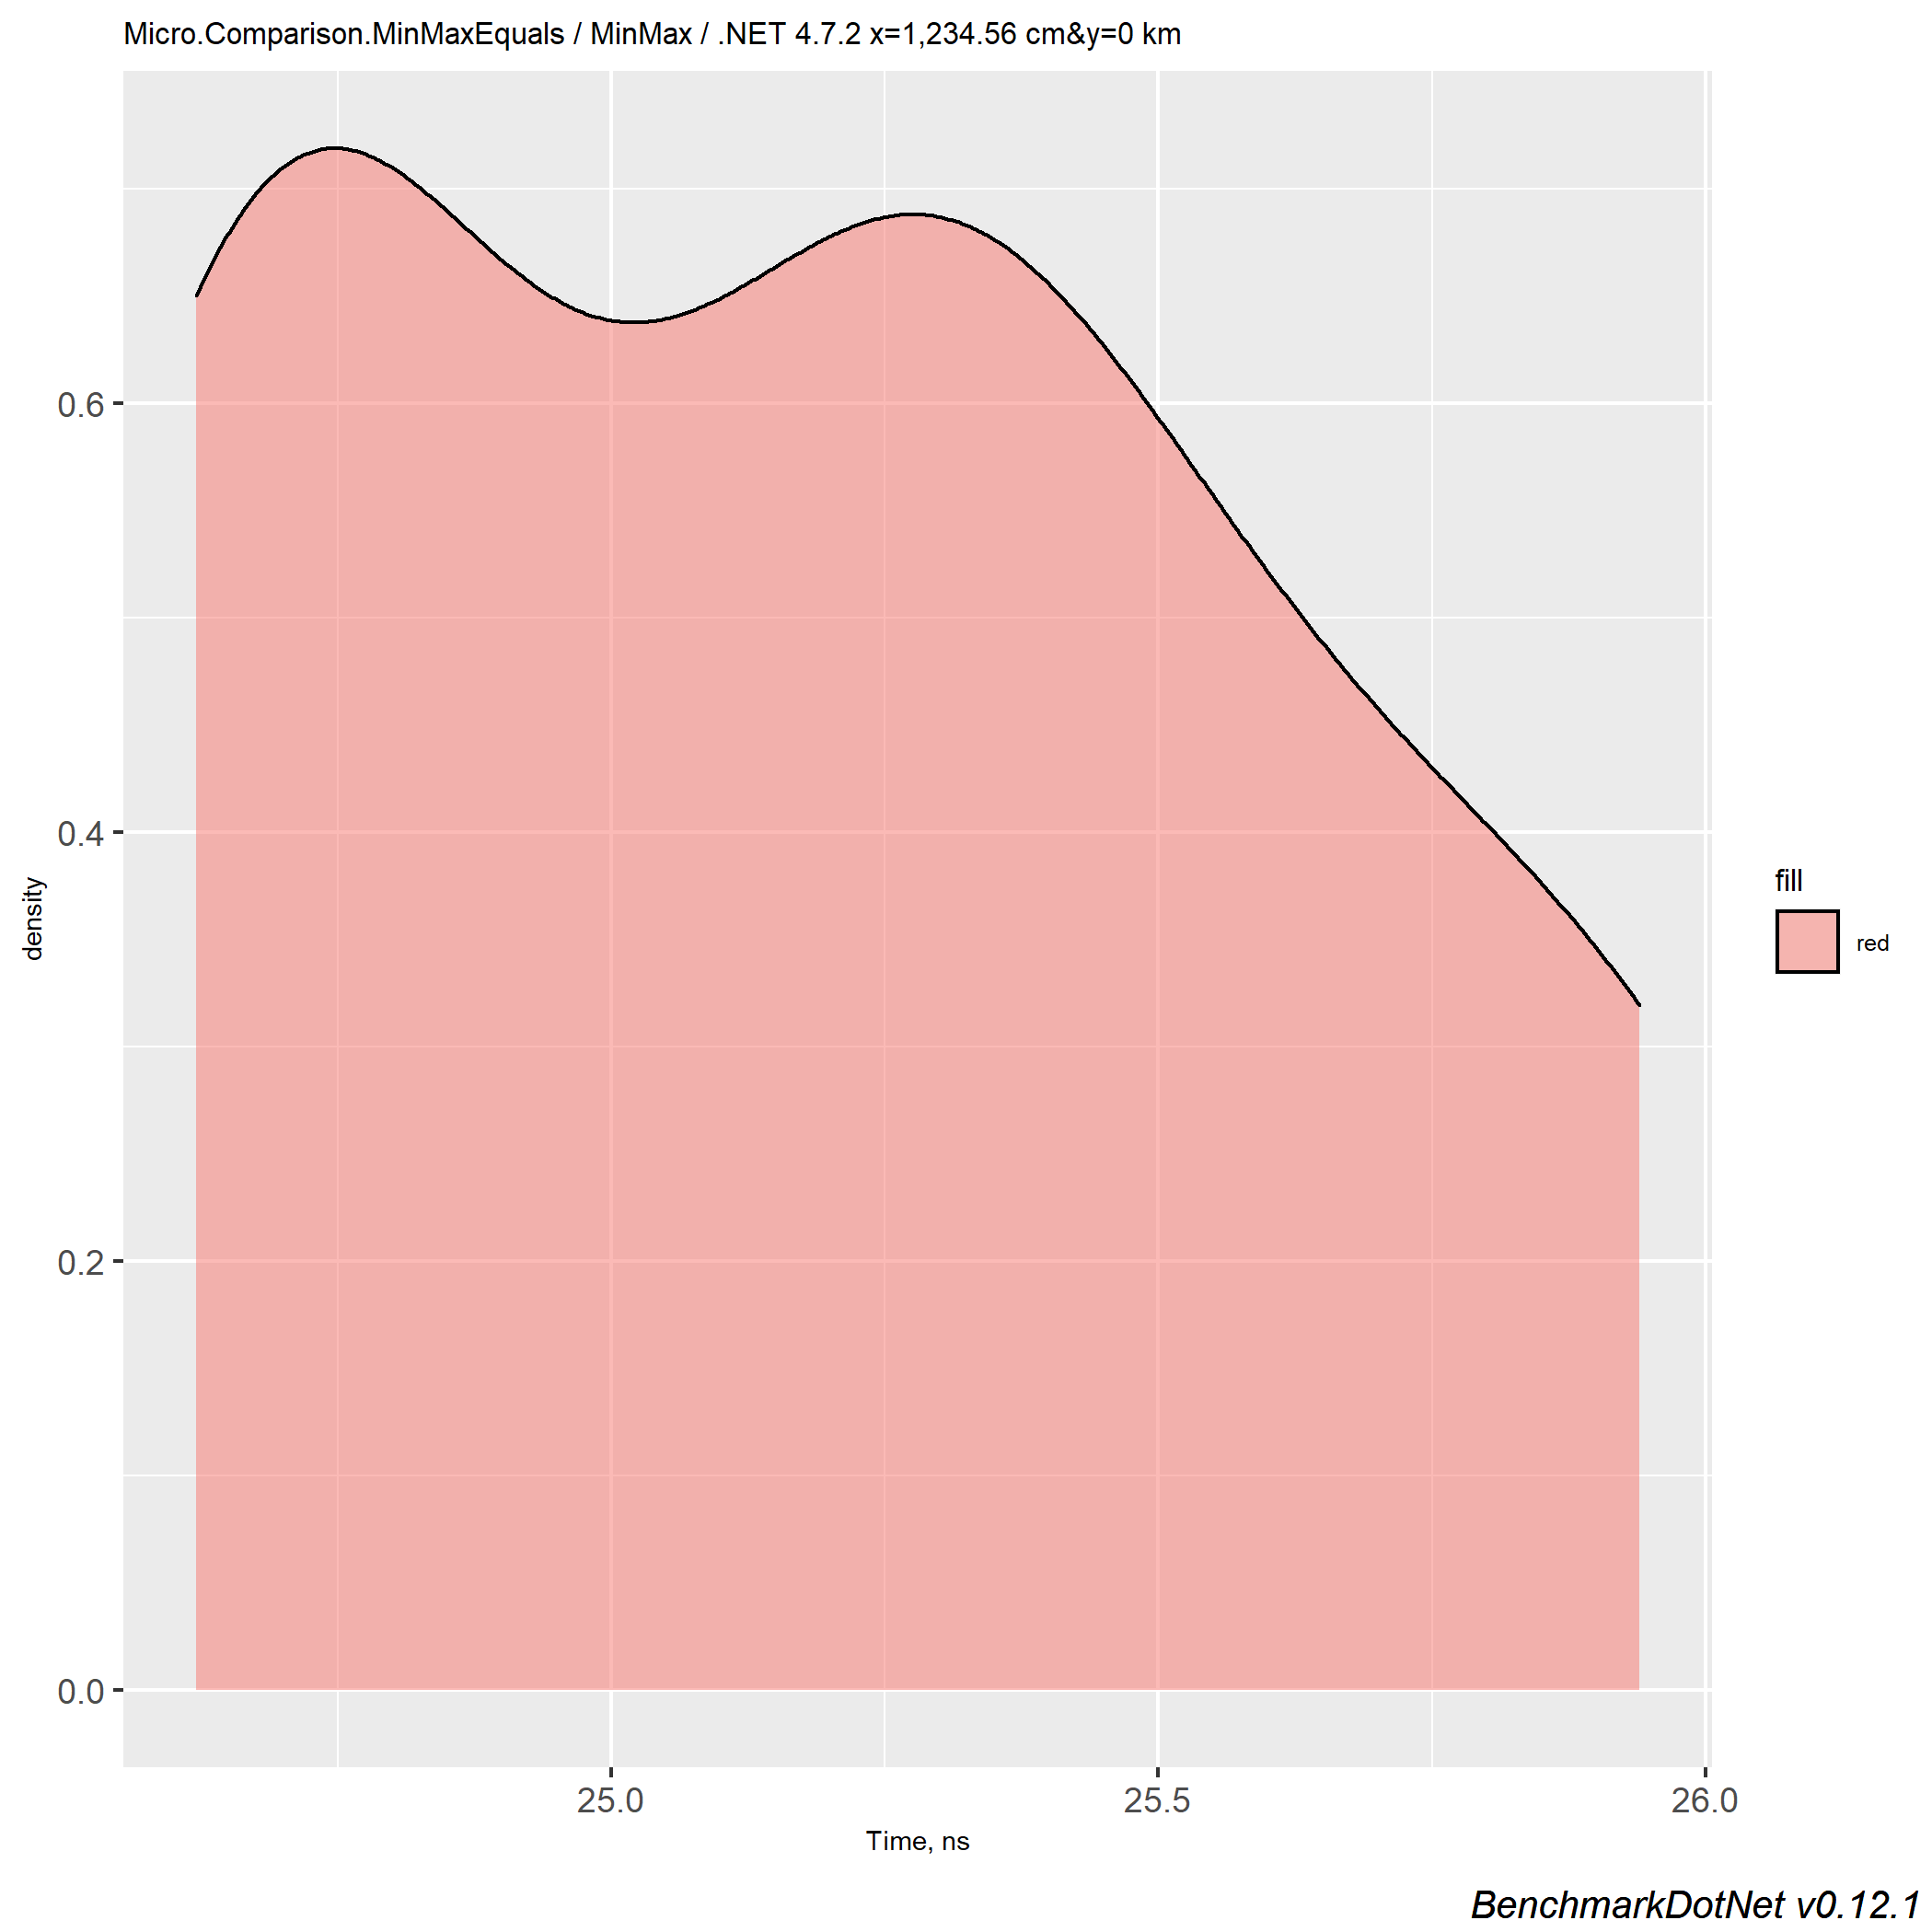 Micro.Comparison.MinMaxEquals / MinMax / .NET 4.7.2 x=1,234.56 cm&y=0 km
0.6
0.4
0.2
0.0
density
25.0
25.5
26.0
Time, ns
fill
red
BenchmarkDotNet v0.12.1